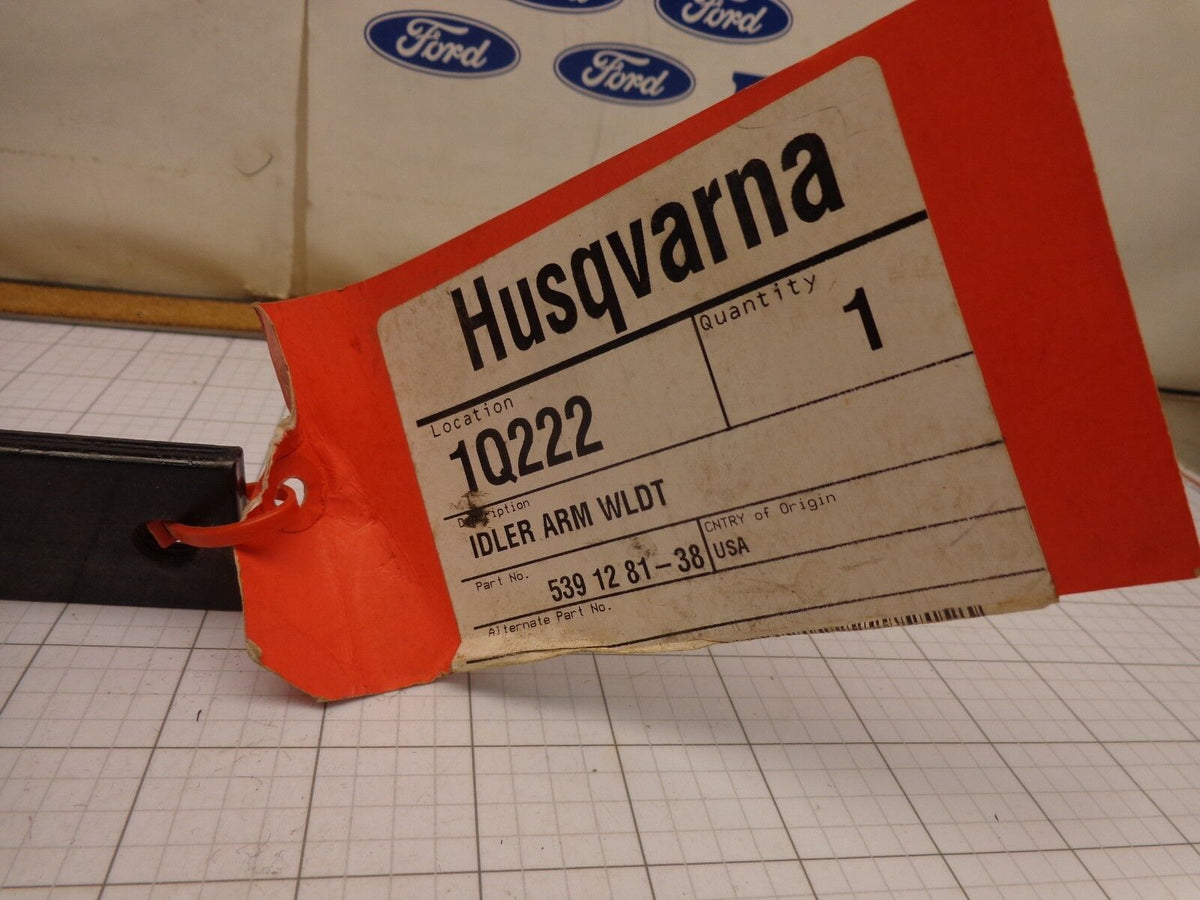 Ford
Ford
Ford
Husqvarna
Location
1Q222
Quantity
1
Description
IDLER ARM WLDT
Part No.
539 12 81-38
CNTRY of Origin
USA
Alternate Part No.